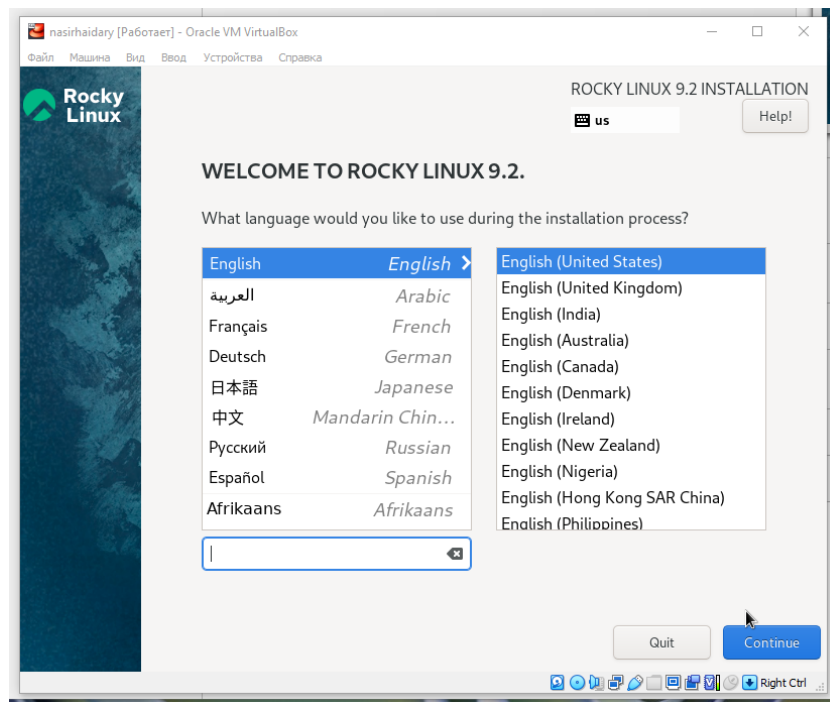 nasirhaidary [Работает] - Oracle VM VirtualBox
Файл Машина Вид Ввод Устройства Справка
Rocky
Linux
ROCKY LINUX 9.2 INSTALLATION
us
Help!
WELCOME TO ROCKY LINUX 9.2.
What language would you like to use during the installation process?
English English
العربية Arabic
Français French
Deutsch German
日本語 Japanese
中文 Mandarin Chin...
Русский Russian
Español Spanish
Afrikaans Afrikaans
English (United States)
English (United Kingdom)
English (India)
English (Australia)
English (Canada)
English (Denmark)
English (Ireland)
English (New Zealand)
English (Nigeria)
English (Hong Kong SAR China)
English (Philippines)
Quit
Continue
Right Ctrl